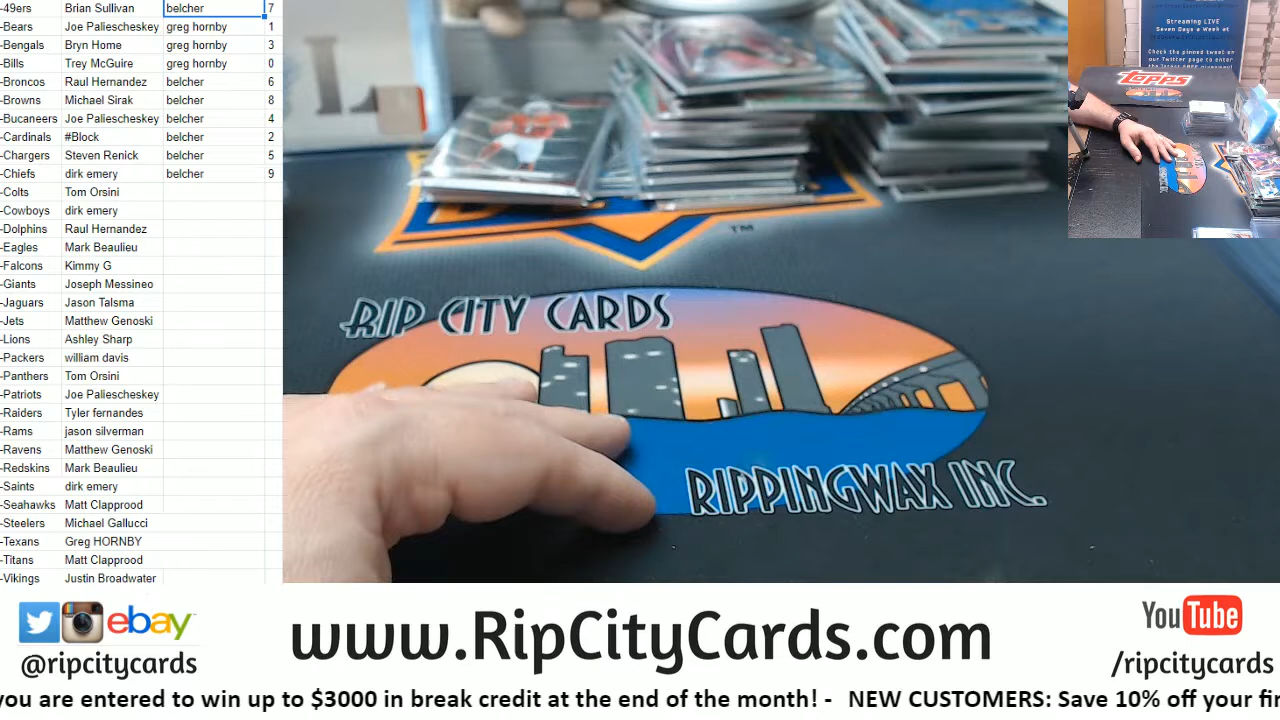 -49ers Brian Sullivan belcher 7
-Bears Joe Paliescheskey greg hornby 1
-Bengals Bryn Home greg hornby 3
-Bills Trey McGuire greg hornby 0
-Broncos Raul Hernandez belcher 6
-Browns Michael Sirak belcher 8
-Bucaneers Joe Paliescheskey belcher 4
-Cardinals #Block belcher 2
-Chargers Steven Renick belcher 5
-Chiefs dirk emery belcher 9
-Colts Tom Orsini
-Cowboys dirk emery
-Dolphins Raul Hernandez
-Eagles Mark Beaulieu
-Falcons Kimmy G
-Giants Joseph Messineo
-Jaguars Jason Talsma
-Jets Matthew Genoski
-Lions Ashley Sharp
-Packers william davis
-Panthers Tom Orsini
-Patriots Joe Paliescheskey
-Raiders Tyler fernandes
-Rams jason silverman
-Ravens Matthew Genoski
-Redskins Mark Beaulieu
-Saints dirk emery
-Seahawks Matt Clapprood
-Steelers Michael Gallucci
-Texans Greg HORNBY
-Titans Matt Clapprood
-Vikings Justin Broadwater
TM
RIP CITY CARDS
RIPPINGWAX INC.
Streaming LIVE
Seven Days a Week at
Check the pinned tweet on
our Twitter page to enter
Topps
ebay
@ripcitycards
www.RipCityCards.com
YouTube
/ripcitycards
you are entered to win up to $3000 in break credit at the end of the month! - NEW CUSTOMERS: Save 10% off your fir